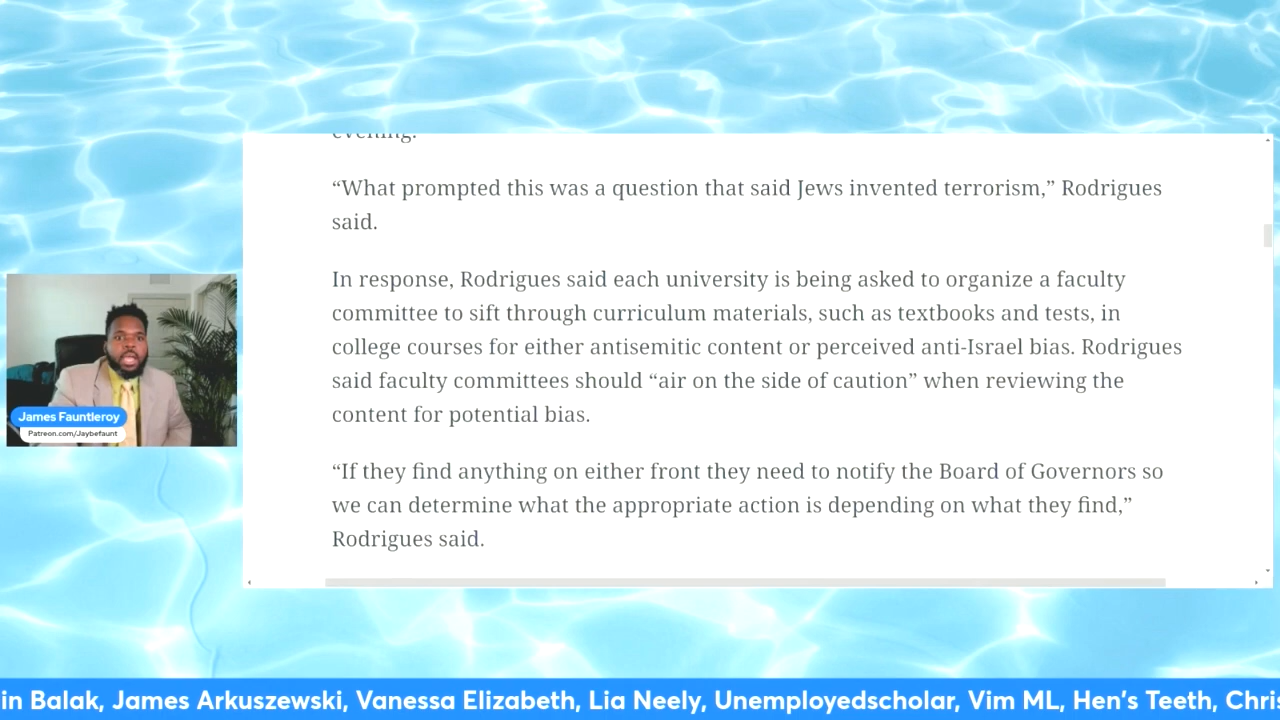 evening.
“What prompted this was a question that said Jews invented terrorism,” Rodrigues
said.
In response, Rodrigues said each university is being asked to organize a faculty
committee to sift through curriculum materials, such as textbooks and tests, in
college courses for either antisemitic content or perceived anti-Israel bias. Rodrigues
said faculty committees should “air on the side of caution” when reviewing the
content for potential bias.
“If they find anything on either front they need to notify the Board of Governors so
we can determine what the appropriate action is depending on what they find,”
Rodrigues said.
James Fauntleroy
Patreon.com/Jaybefaunt
in Balak, James Arkuszewski, Vanessa Elizabeth, Lia Neely, Unemployedscholar, Vim ML, Hen's Teeth, Chris